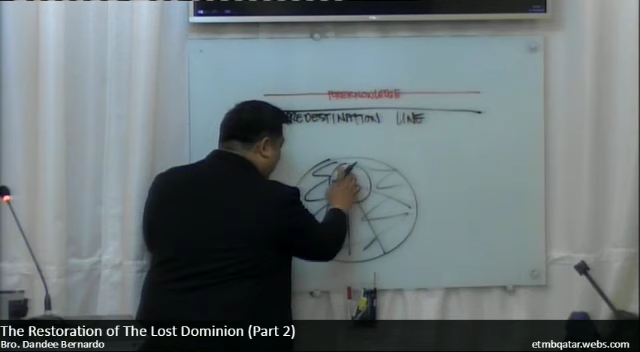 FOREKNOWLEDGE
PREDESTINATION LINE
The Restoration of The Lost Dominion (Part 2)
Bro. Dandee Bernardo
etmbqatar.webs.com